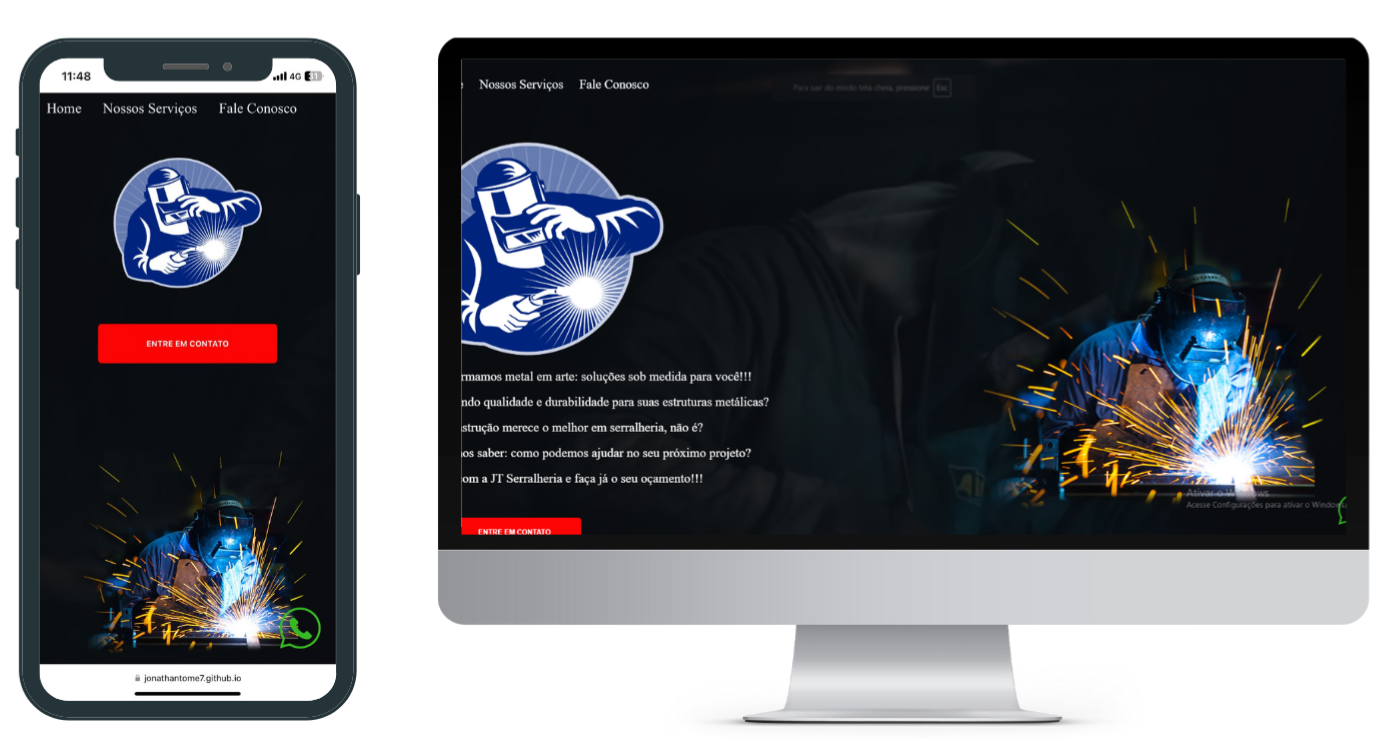 11:48
4G 31
Home Nossos Serviços Fale Conosco
ENTRE EM CONTATO
jonathantome7.github.io
Nossos Serviços Fale Conosco
Para sair do modo tela cheia, pressione Esc
rmamos metal em arte: soluções sob medida para você!!!
ndo qualidade e durabilidade para suas estruturas metálicas?
strução merece o melhor em serralheria, não é?
os saber: como podemos ajudar no seu próximo projeto?
om a JT Serralheria e faça já o seu oçamento!!!
ENTRE EM CONTATO
Ativar o Windows
Acesse Configurações para ativar o Windows